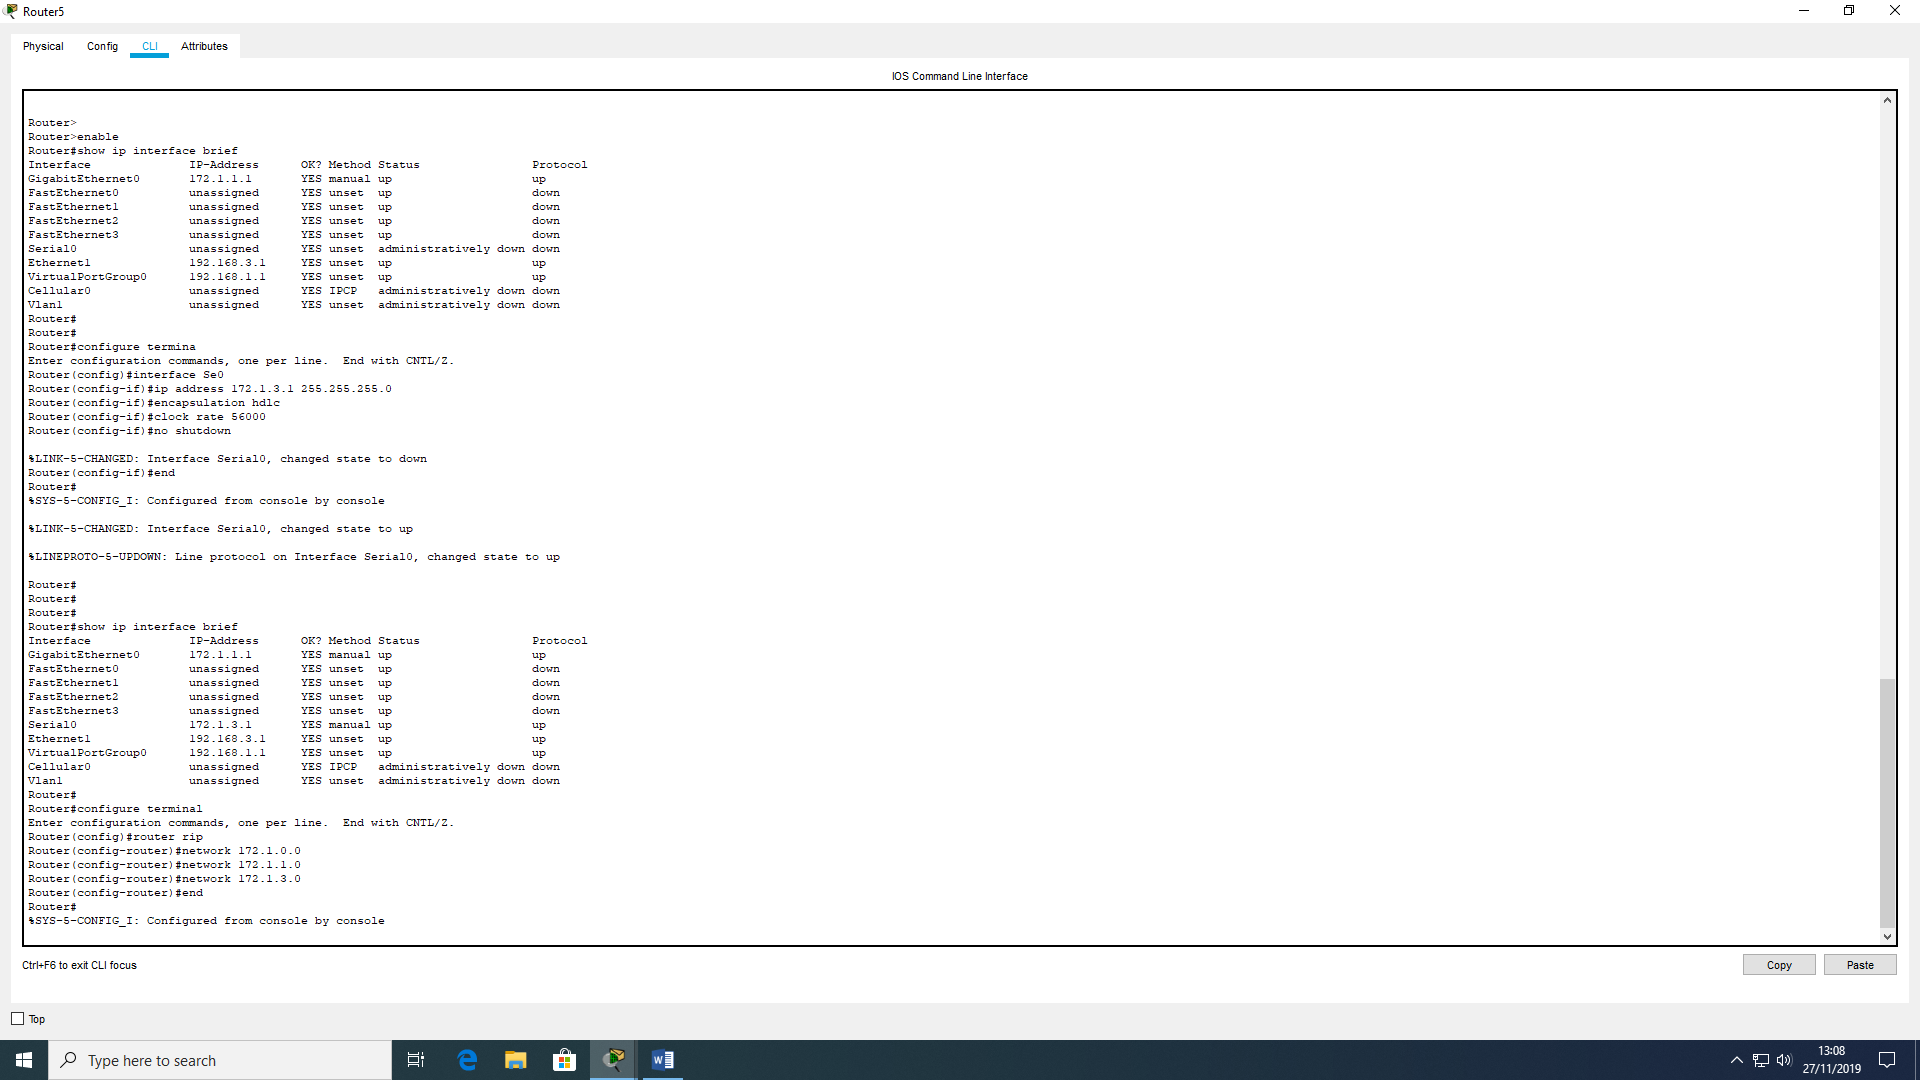 Router5
Physical Config CLI Attributes
IOS Command Line Interface
Router>
Router>enable
Router#show ip interface brief
Interface IP-Address OK? Method Status Protocol
GigabitEthernet0 172.1.1.1 YES manual up up
FastEthernet0 unassigned YES unset up down
FastEthernet1 unassigned YES unset up down
FastEthernet2 unassigned YES unset up down
FastEthernet3 unassigned YES unset up down
Serial0 unassigned YES unset administratively down down
Ethernet1 192.168.3.1 YES unset up up
VirtualPortGroup0 192.168.1.1 YES unset up up
Cellular0 unassigned YES IPCP administratively down down
Vlan1 unassigned YES unset administratively down down
Router#
Router#
Router#configure termina
Enter configuration commands, one per line. End with CNTL/Z.
Router(config)#interface Se0
Router(config-if)#ip address 172.1.3.1 255.255.255.0
Router(config-if)#encapsulation hdlc
Router(config-if)#clock rate 56000
Router(config-if)#no shutdown
%LINK-5-CHANGED: Interface Serial0, changed state to down
Router(config-if)#end
Router#
%SYS-5-CONFIG_I: Configured from console by console
%LINK-5-CHANGED: Interface Serial0, changed state to up
%LINEPROTO-5-UPDOWN: Line protocol on Interface Serial0, changed state to up
Router#
Router#
Router#
Router#show ip interface brief
Interface IP-Address OK? Method Status Protocol
GigabitEthernet0 172.1.1.1 YES manual up up
FastEthernet0 unassigned YES unset up down
FastEthernet1 unassigned YES unset up down
FastEthernet2 unassigned YES unset up down
FastEthernet3 unassigned YES unset up down
Serial0 172.1.3.1 YES manual up up
Ethernet1 192.168.3.1 YES unset up up
VirtualPortGroup0 192.168.1.1 YES unset up up
Cellular0 unassigned YES IPCP administratively down down
Vlan1 unassigned YES unset administratively down down
Router#
Router#configure terminal
Enter configuration commands, one per line. End with CNTL/Z.
Router(config)#router rip
Router(config-router)#network 172.1.0.0
Router(config-router)#network 172.1.1.0
Router(config-router)#network 172.1.3.0
Router(config-router)#end
Router#
%SYS-5-CONFIG_I: Configured from console by console
Ctrl+F6 to exit CLI focus
Copy Paste
Top
Type here to search
13:08
27/11/2019